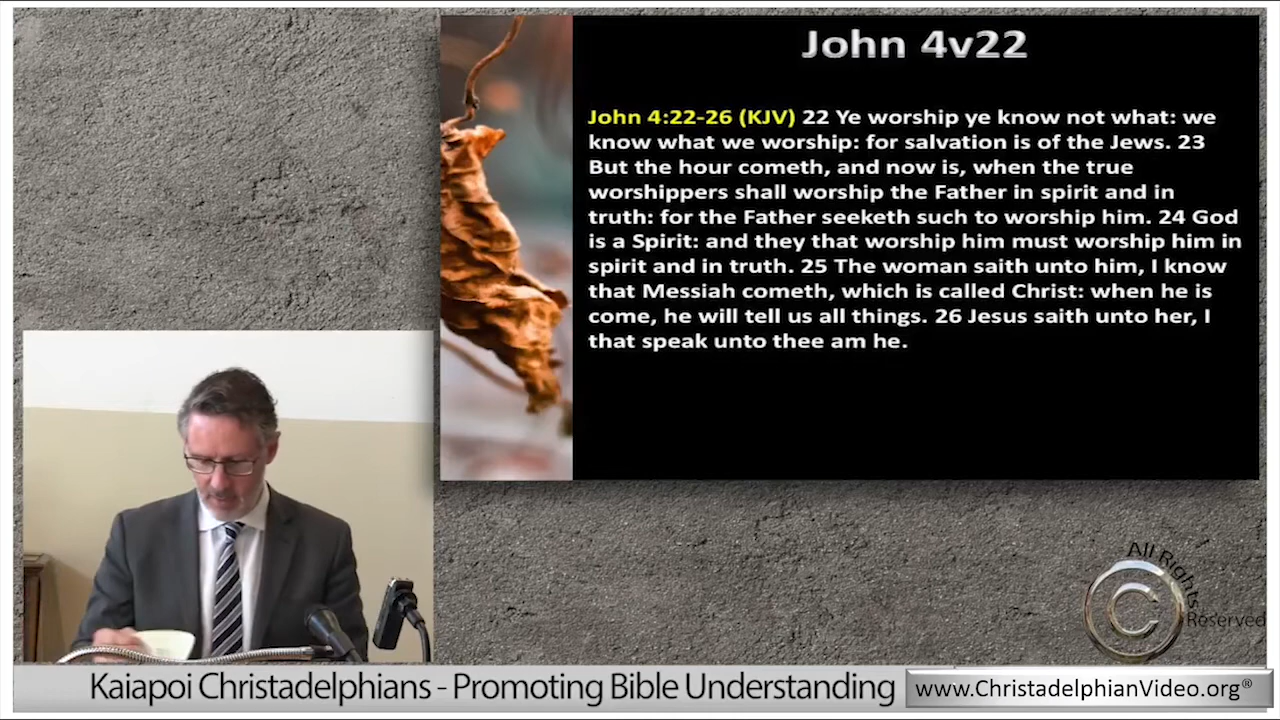 John 4v22
John 4:22-26 (KJV) 22 Ye worship ye know not what: we
know what we worship: for salvation is of the Jews. 23
But the hour cometh, and now is, when the true
worshippers shall worship the Father in spirit and in
truth: for the Father seeketh such to worship him. 24 God
is a Spirit: and they that worship him must worship him in
spirit and in truth. 25 The woman saith unto him, I know
that Messiah cometh, which is called Christ: when he is
come, he will tell us all things. 26 Jesus saith unto her, I
that speak unto thee am he.
All Rights
©
Reserved
Kaiapoi Christadelphians - Promoting Bible Understanding
www.ChristadelphianVideo.org®